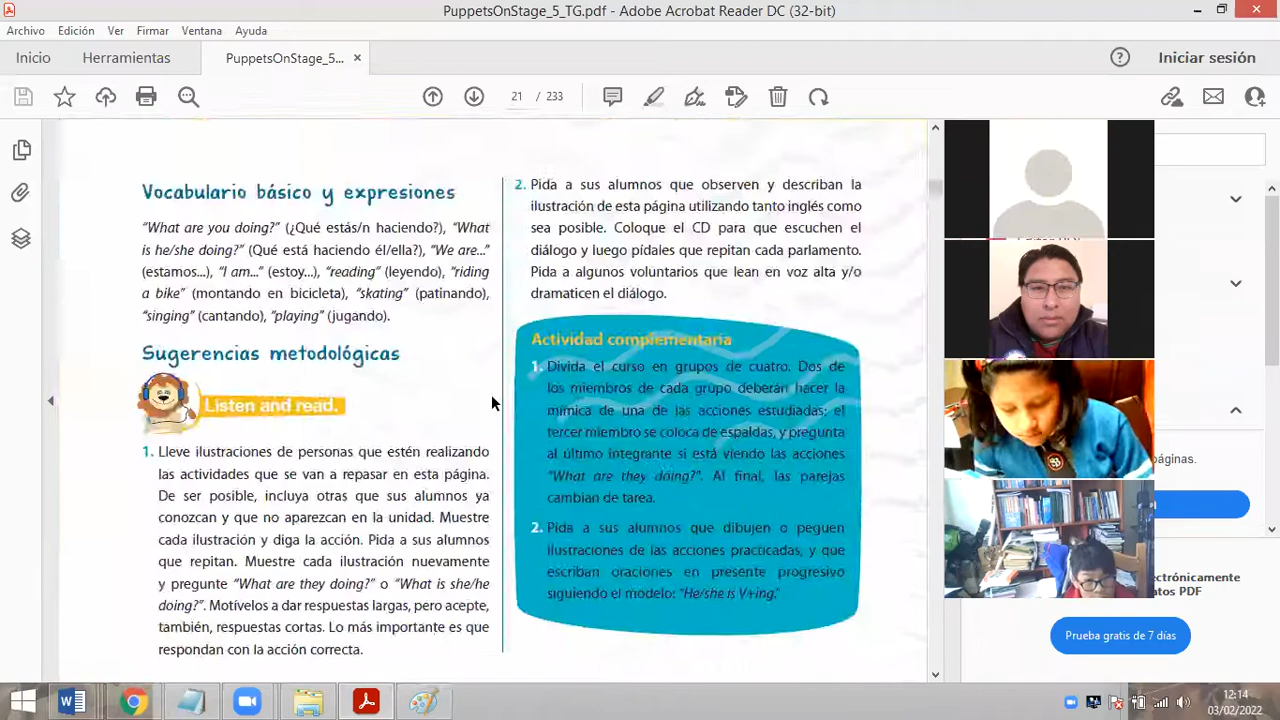 PuppetsOnStage_5_TG.pdf - Adobe Acrobat Reader DC (32-bit)
Archivo Edición Ver Firmar Ventana Ayuda
Inicio Herramientas PuppetsOnStage_5... × Iniciar sesión
21 / 233
Vocabulario básico y expresiones
“What are you doing?” (¿Qué estás/n haciendo?), “What
is he/she doing?” (Qué está haciendo él/ella?), “We are...”
(estamos...), “I am...” (estoy...), “reading” (leyendo), “riding
a bike” (montando en bicicleta), “skating” (patinando),
“singing” (cantando), “playing” (jugando).
Sugerencias metodológicas
Listen and read.
1. Lleve ilustraciones de personas que estén realizando
las actividades que se van a repasar en esta página.
De ser posible, incluya otras que sus alumnos ya
conozcan y que no aparezcan en la unidad. Muestre
cada ilustración y diga la acción. Pida a sus alumnos
que repitan. Muestre cada ilustración nuevamente
y pregunte “What are they doing?” o “What is she/he
doing?”. Motívelos a dar respuestas largas, pero acepte,
también, respuestas cortas. Lo más importante es que
respondan con la acción correcta.
2. Pida a sus alumnos que observen y describan la
ilustración de esta página utilizando tanto inglés como
sea posible. Coloque el CD para que escuchen el
diálogo y luego pídales que repitan cada parlamento.
Pida a algunos voluntarios que lean en voz alta y/o
dramaticen el diálogo.
Actividad complementaria
1. Divida el curso en grupos de cuatro. Dos de
los miembros de cada grupo deberán hacer la
mímica de una de las acciones estudiadas; el
tercer miembro se coloca de espaldas, y pregunta
al último integrante si está viendo las acciones
“What are they doing?”. Al final, las parejas
cambian de tarea.
2. Pida a sus alumnos que dibujen o peguen
ilustraciones de las acciones practicadas, y que
escriban oraciones en presente progresivo
siguiendo el modelo: “He/she is V+ing.”
páginas.
tos PDF
Prueba gratis de 7 días
12:14
03/02/2022